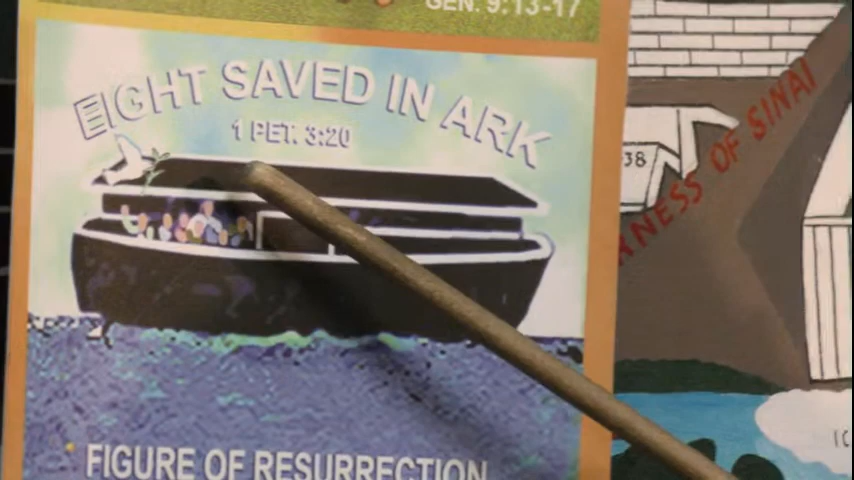 GEN. 9:13-17
EIGHT SAVED IN ARK
1 PET. 3:20
FIGURE OF RESURRECTION
38
NESS OF SINAI